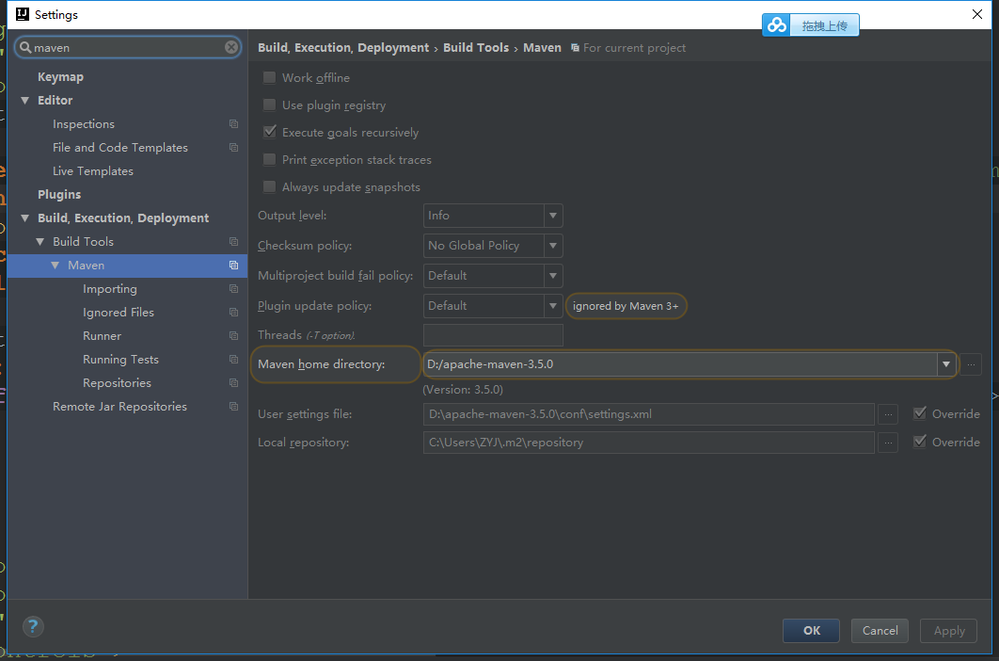 Settings
拖拽上传
maven
Keymap
Editor
Inspections
File and Code Templates
Live Templates
Plugins
Build, Execution, Deployment
Build Tools
Maven
Importing
Ignored Files
Runner
Running Tests
Repositories
Remote Jar Repositories
Build, Execution, Deployment › Build Tools › Maven For current project
Work offline
Use plugin registry
Execute goals recursively
Print exception stack traces
Always update snapshots
Output level: Info
Checksum policy: No Global Policy
Multiproject build fail policy: Default
Plugin update policy: Default ignored by Maven 3+
Threads (-T option).
Maven home directory: D:/apache-maven-3.5.0 ...
(Version: 3.5.0)
User settings file: D:\apache-maven-3.5.0\conf\settings.xml ... Override
Local repository: C:\Users\ZYJ\.m2\repository ... Override
?
OK Cancel Apply